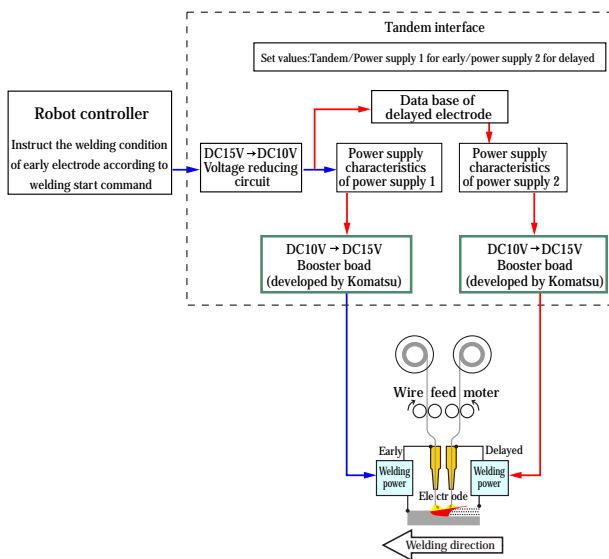 Tandem interface
Set values:Tandem/Power supply 1 for early/power supply 2 for delayed
Robot controller
Instruct the welding condition
of early electrode according to
welding start command
Data base of
delayed electrode
DC15V→DC10V
Voltage reducing
circuit
Power supply
characteristics
of power supply 1
Power supply
characteristics
of power supply 2
DC10V→DC15V
Booster boad
(developed by Komatsu)
DC10V→DC15V
Booster boad
(developed by Komatsu)
Wire feed moter
Early
Delayed
Welding
power
Welding
power
Electrode
Welding direction